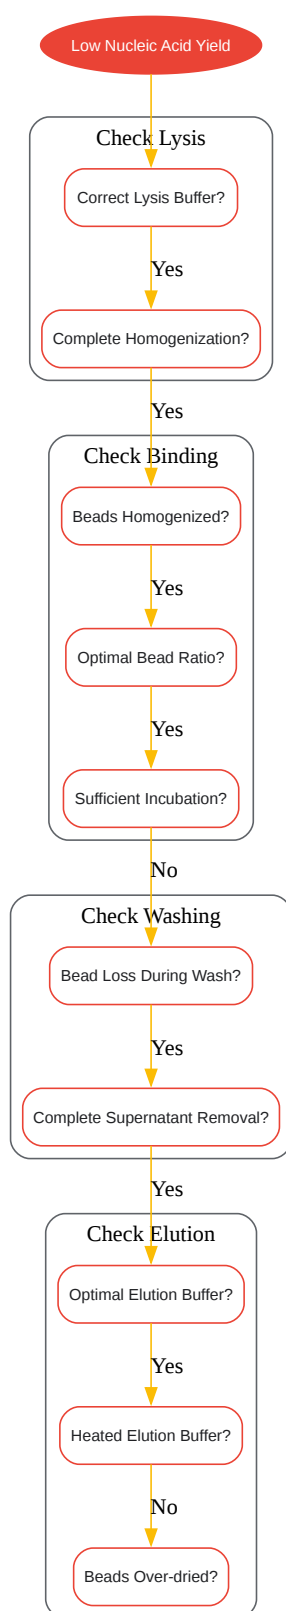 Low Nucleic Acid Yield
Check Lysis
Correct Lysis Buffer?
Yes
Complete Homogenization?
Yes
Check Binding
Beads Homogenized?
Yes
Optimal Bead Ratio?
Yes
Sufficient Incubation?
No
Check Washing
Bead Loss During Wash?
Yes
Complete Supernatant Removal?
Yes
Check Elution
Optimal Elution Buffer?
Yes
Heated Elution Buffer?
No
Beads Over-dried?